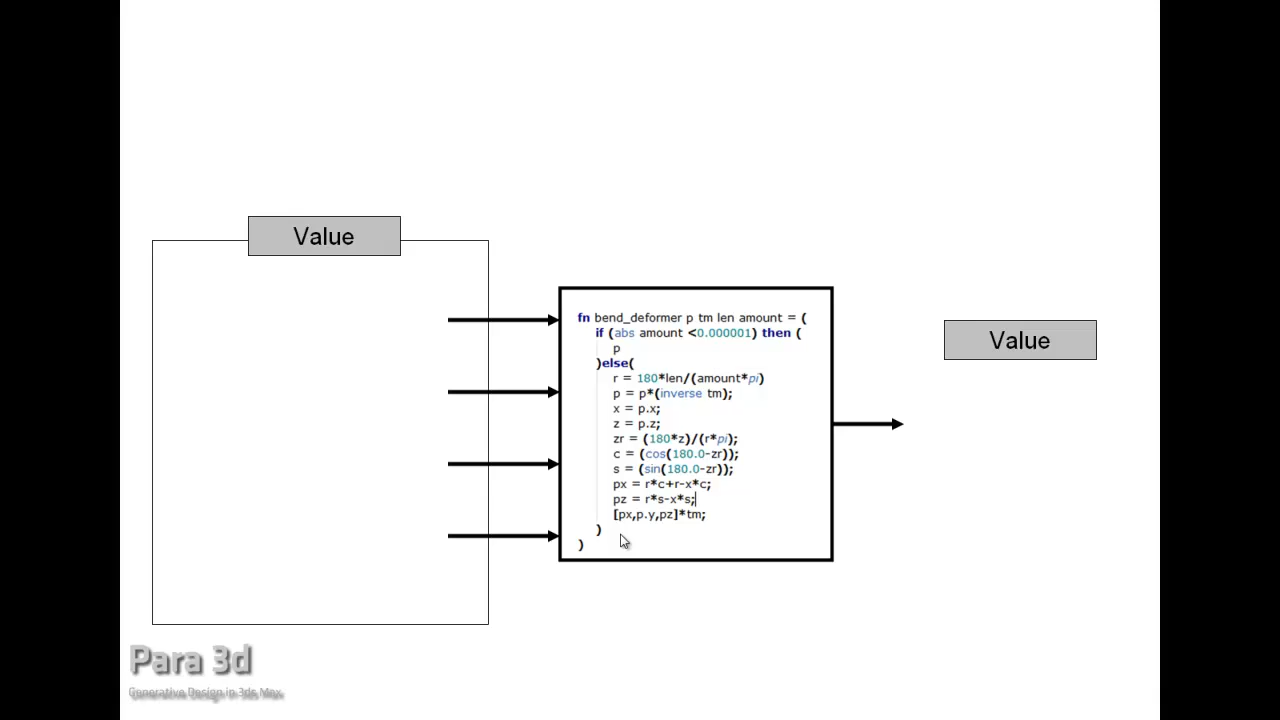 Value
fn bend_deformer p tm len amount = (
if (abs amount <0.000001) then (
p
)else(
r = 180*len/(amount*pi)
p = p*(inverse tm);
x = p.x;
z = p.z;
zr = (180*z)/(r*pi);
c = (cos(180.0-zr));
s = (sin(180.0-zr));
px = r*c+r-x*c;
pz = r*s-x*s;
[px,p.y,pz]*tm;
)
)
Value
Para 3d
Generative Design in 3ds Max